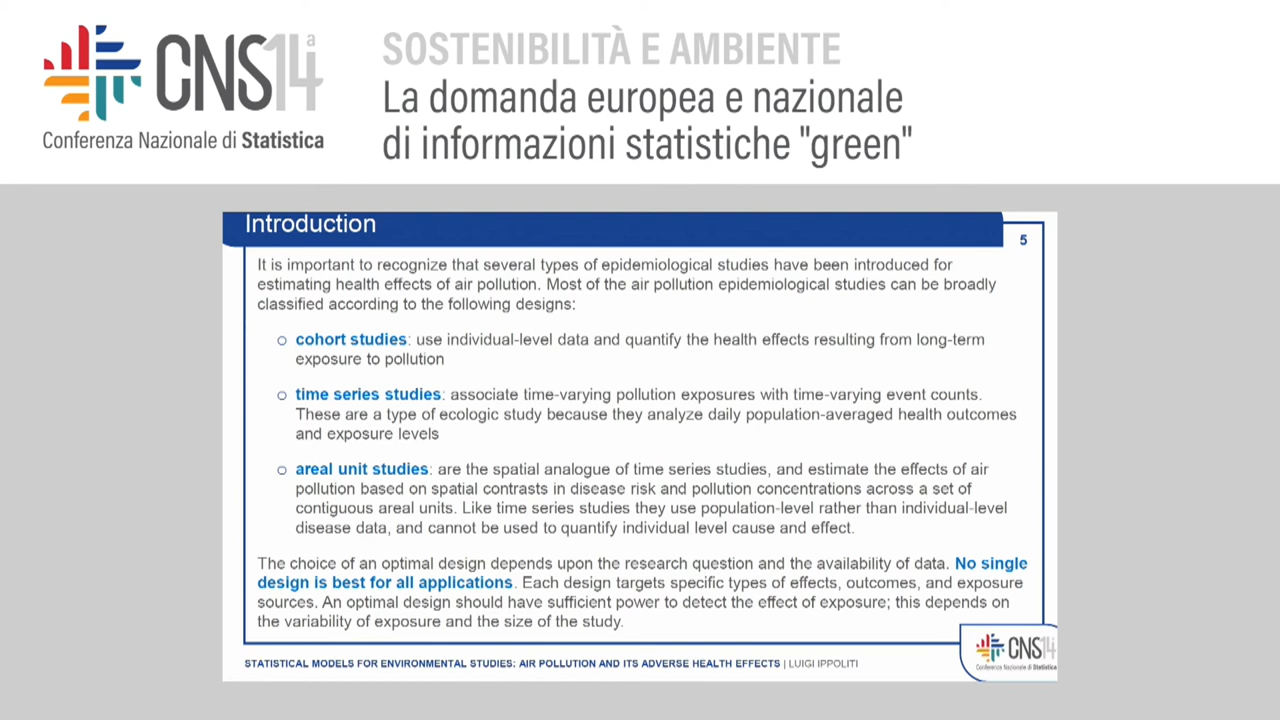 CNS14ª
Conferenza Nazionale di Statistica
SOSTENIBILITÀ E AMBIENTE
La domanda europea e nazionale
di informazioni statistiche "green"
Introduction
5
It is important to recognize that several types of epidemiological studies have been introduced for
estimating health effects of air pollution. Most of the air pollution epidemiological studies can be broadly
classified according to the following designs:
cohort studies: use individual-level data and quantify the health effects resulting from long-term
exposure to pollution
time series studies: associate time-varying pollution exposures with time-varying event counts.
These are a type of ecologic study because they analyze daily population-averaged health outcomes
and exposure levels
areal unit studies: are the spatial analogue of time series studies, and estimate the effects of air
pollution based on spatial contrasts in disease risk and pollution concentrations across a set of
contiguous areal units. Like time series studies they use population-level rather than individual-level
disease data, and cannot be used to quantify individual level cause and effect.
The choice of an optimal design depends upon the research question and the availability of data. No single
design is best for all applications. Each design targets specific types of effects, outcomes, and exposure
sources. An optimal design should have sufficient power to detect the effect of exposure; this depends on
the variability of exposure and the size of the study.
STATISTICAL MODELS FOR ENVIRONMENTAL STUDIES: AIR POLLUTION AND ITS ADVERSE HEALTH EFFECTS | LUIGI IPPOLITI
CNS14
Conferenza Nazionale di Statistica